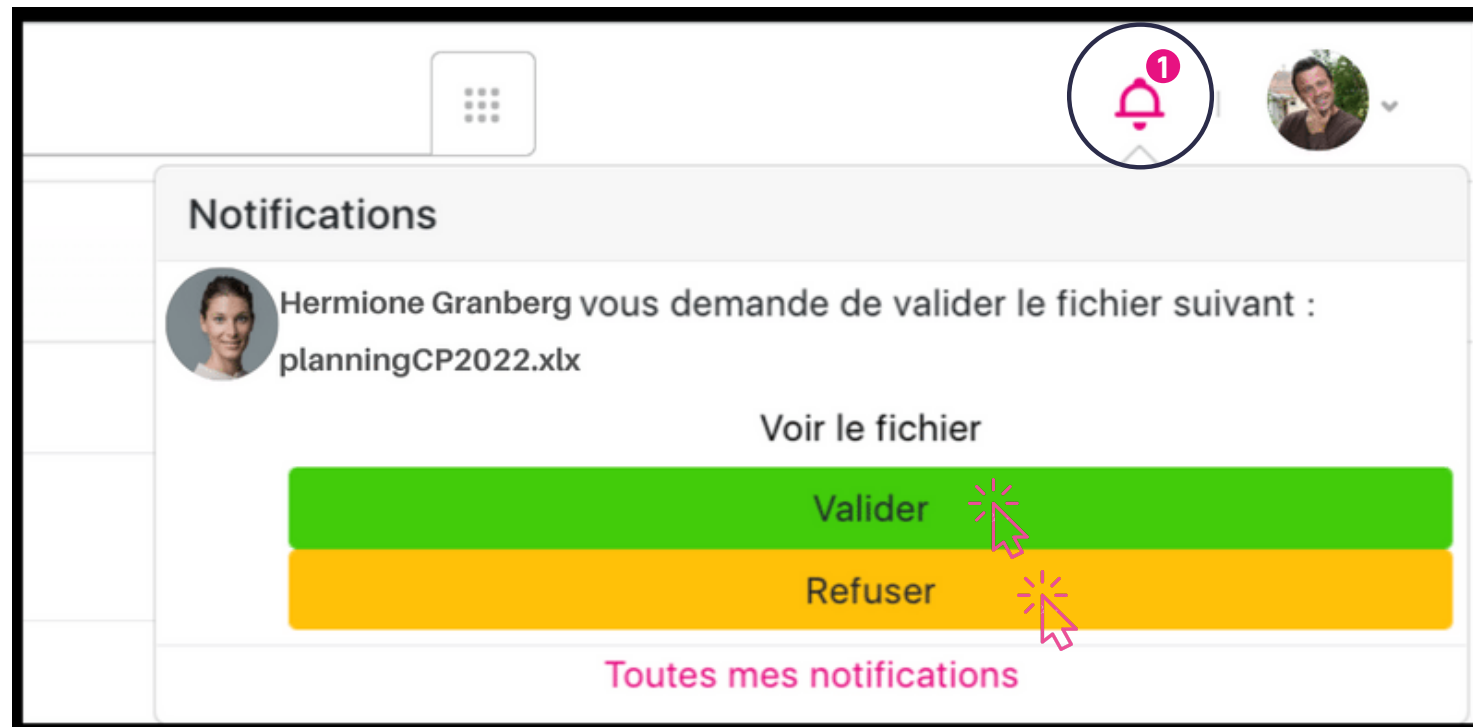 1
Notifications
Hermione Granberg vous demande de valider le fichier suivant :
planningCP2022.xlx
Voir le fichier
Valider
Refuser
Toutes mes notifications